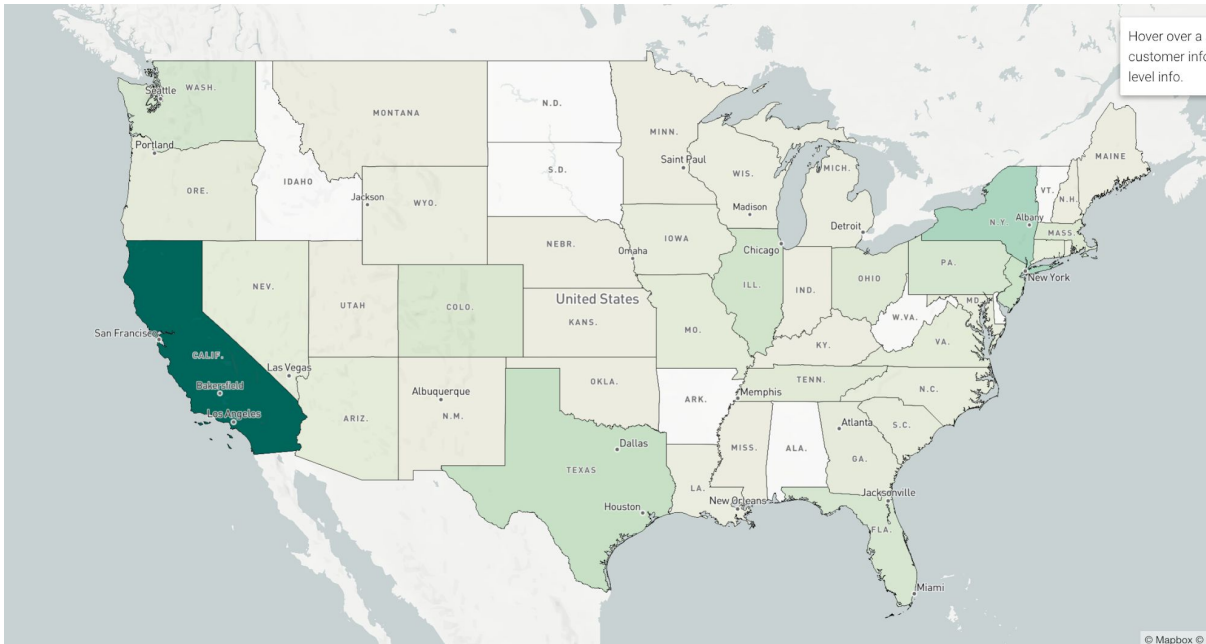 Hover over a
customer info
level info.
WASH.
Seattle
MONTANA
N.D.
MINN.
Portland
Saint Paul
MAINE
ORE.
IDAHO
Jackson
WYO.
S.D.
WIS.
MICH.
VT.
N.H.
Madison
Detroit
N.Y.
Albany
MASS.
NEBR.
Omaha
IOWA
Chicago
PA.
New York
NEV.
UTAH
COLO.
United States
KANS.
ILL.
IND.
OHIO
MD.
W.VA.
San Francisco
CALIF.
MO.
KY.
VA.
Las Vegas
Bakersfield
Los Angeles
ARIZ.
Albuquerque
N.M.
OKLA.
ARK.
Memphis
TENN.
N.C.
Dallas
TEXAS
MISS.
ALA.
Atlanta
GA.
S.C.
LA.
Houston
New Orleans
Jacksonville
FLA.
Miami
© Mapbox ©